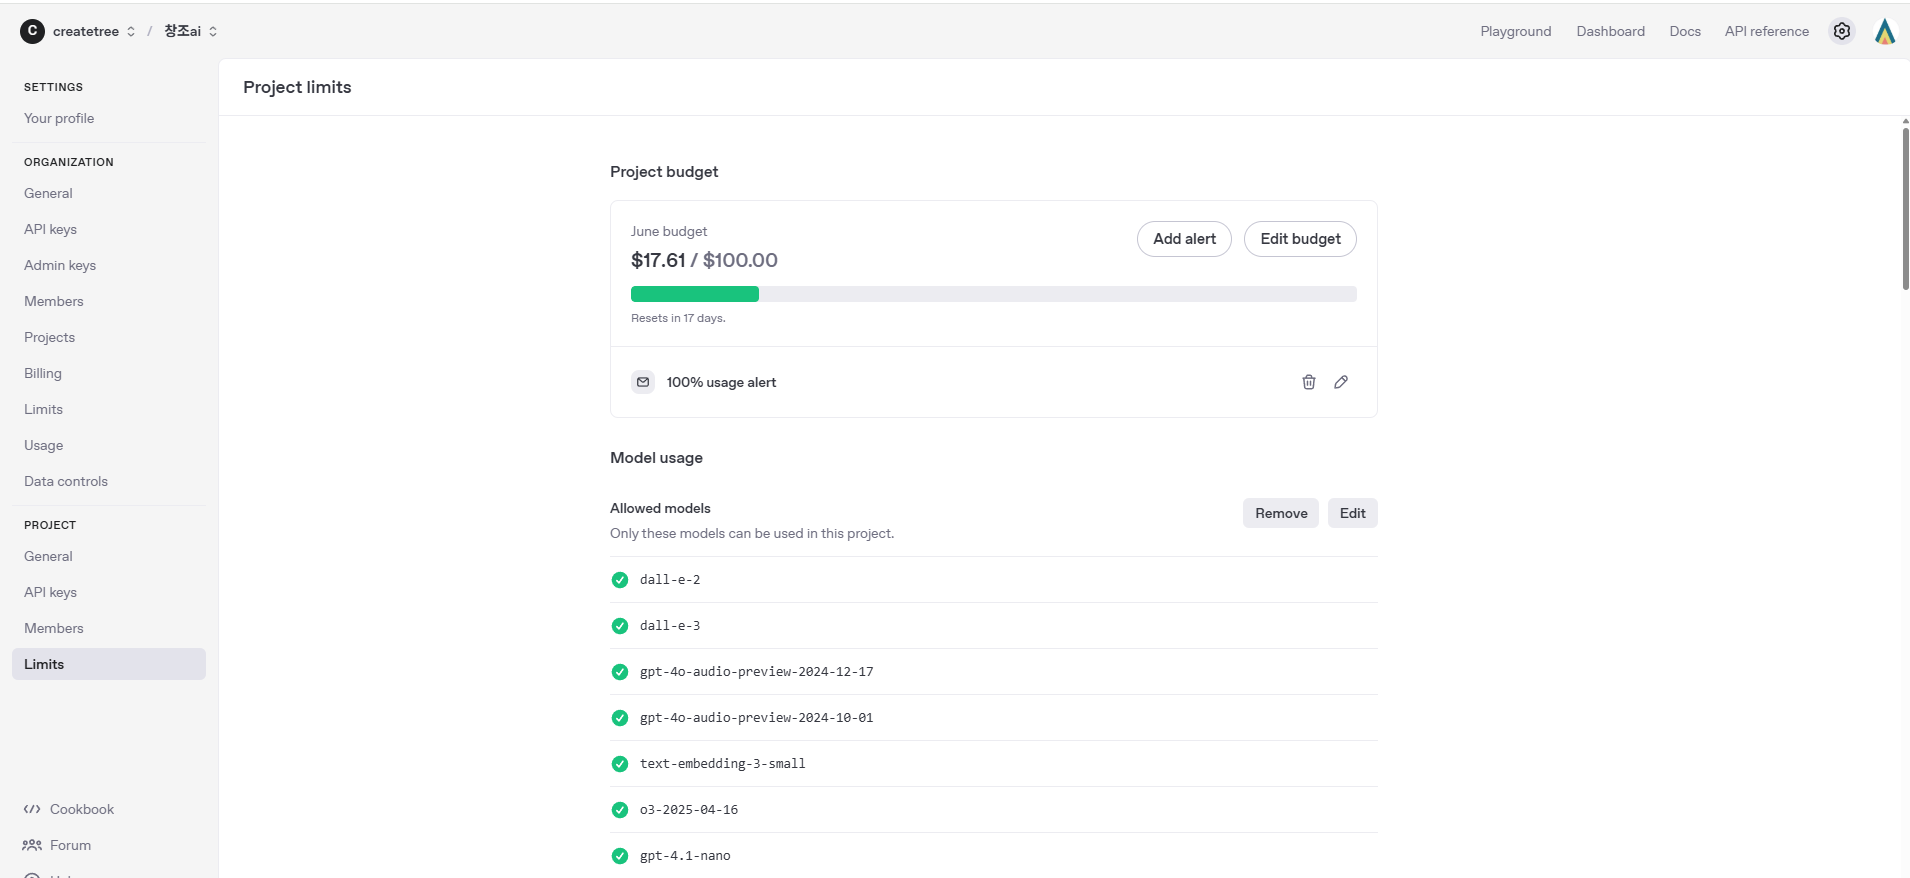 C createtree / 창조ai
Playground Dashboard Docs API reference
SETTINGS
Your profile
ORGANIZATION
General
API keys
Admin keys
Members
Projects
Billing
Limits
Usage
Data controls
PROJECT
General
API keys
Members
Limits
Cookbook
Forum
Project limits
Project budget
June budget
$17.61 / $100.00
Add alert
Edit budget
Resets in 17 days.
100% usage alert
Model usage
Allowed models
Only these models can be used in this project.
Remove
Edit
dall-e-2
dall-e-3
gpt-4o-audio-preview-2024-12-17
gpt-4o-audio-preview-2024-10-01
text-embedding-3-small
o3-2025-04-16
gpt-4.1-nano